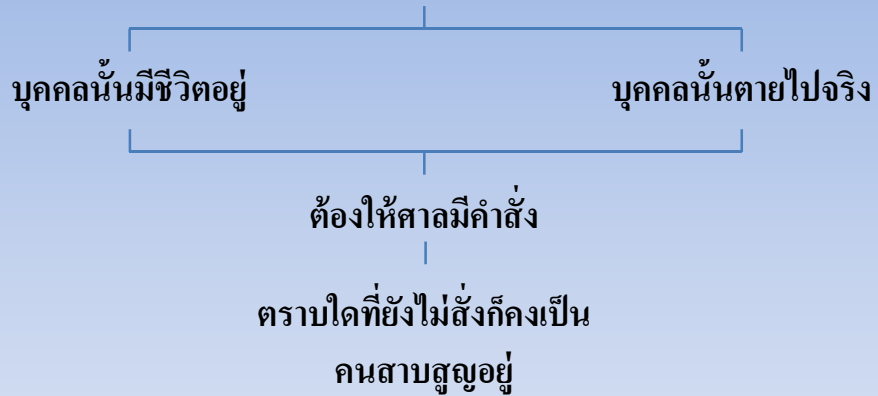 บุคคลนั้นมีชีวิตอยู่
บุคคลนั้นตายไปจริง
ต้องให้ศาลมีคำสั่ง
ตราบใดที่ยังไม่สั่งก็คงเป็น
คนสาบสูญอยู่